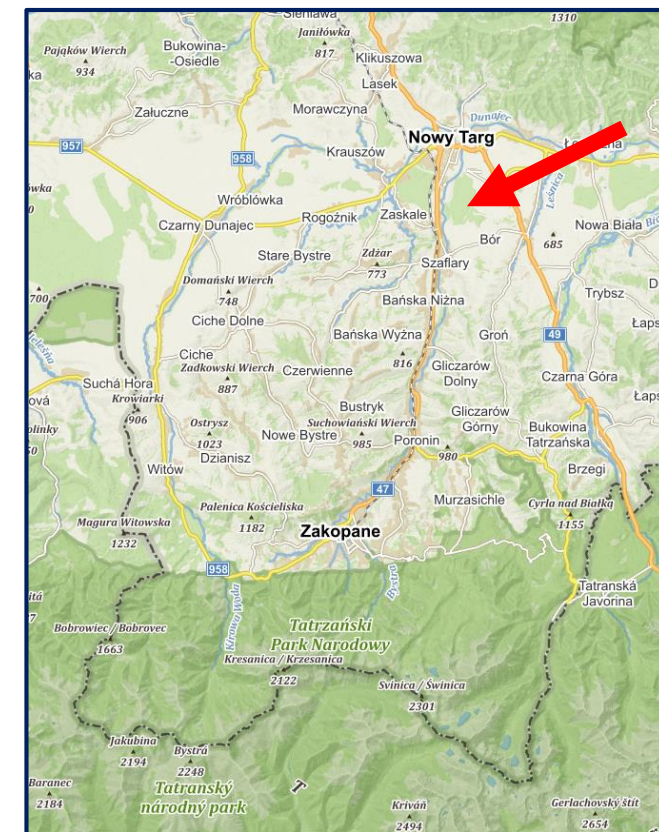 Sieniawa
1310
Janiłówka
817
Pająków Wierch
934
Bukowina-
-Osiedle
Klikuszowa
Lasek
Załuczne
Morawczyna
Dunajec
Nowy Targ
957
958
Krauszów
Leśnica
Wróblówka
Rogoźnik
Zaskale
Czarny Dunajec
Nowa Biała
Bór
685
Stare Bystre
Zdżar
773
Szaflary
Domański Wierch
748
Trybsz
700
Bańska Niżna
Ciche Dolne
Bańska Wyżna
Groń
49
Ciche
Zadkowski Wierch
887
Czerwienne
816
Gliczarów
Dolny
Czarna Góra
Suchá Hora
Krowiarki
906
Bustryk
Gliczarów
Górny
Ostrysz
1023
Nowe Bystre
Suchowiański Wierch
985
Poronin
980
Bukowina
Tatrzańska
Dzianisz
Witów
Brzegi
47
Palenica Kościeliska
1182
Murzasichle
Cyrla nad Białką
1155
Magura Witowska
1232
Zakopane
958
Kirowa Woda
Bystra
Tatranská
Javorina
Tatrzański
Park Narodowy
Bobrowiec / Bobrovec
1663
Kresanica / Krzesanica
2122
Svinica / Świnica
2301
Jakubina
2194
Bystrá
2248
Baranec
2184
Tatranský
národný park
T
Kriváň
2494
Gerlachovský štít
2654